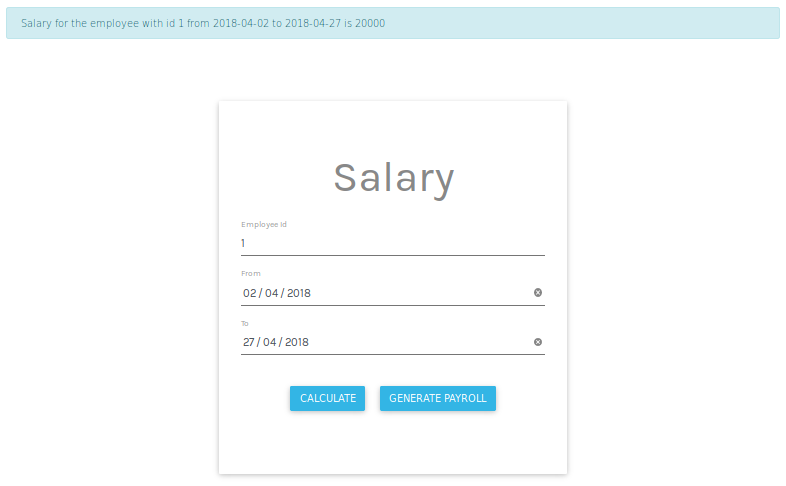 Salary for the employee with id 1 from 2018-04-02 to 2018-04-27 is 20000
Salary
Employee Id
1
From
02 / 04 / 2018
To
27 / 04 / 2018
CALCULATE GENERATE PAYROLL